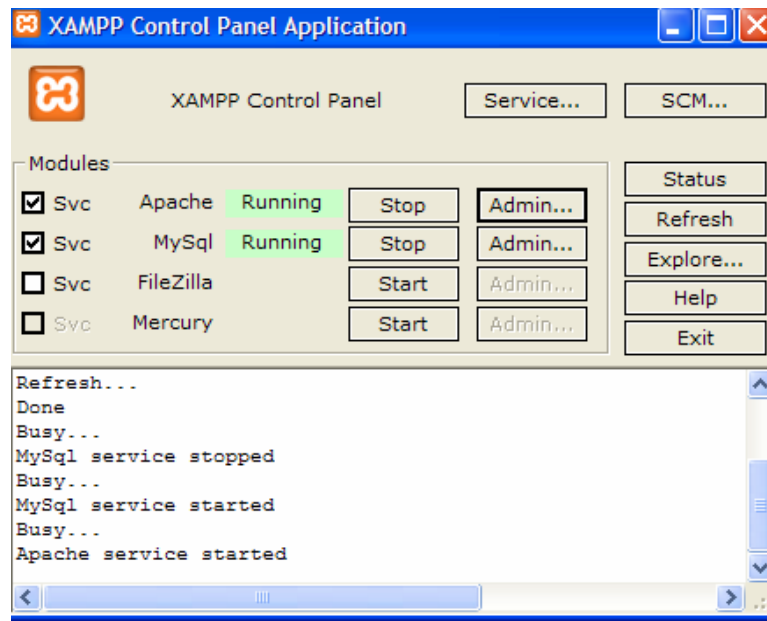 XAMPP Control Panel Application
XAMPP Control Panel Service... SCM...
Modules
Svc Apache Running Stop Admin...
Svc MySql Running Stop Admin...
Svc FileZilla Start Admin...
Svc Mercury Start Admin...
Status
Refresh
Explore...
Help
Exit
Refresh...
Done
Busy...
MySql service stopped
Busy...
MySql service started
Busy...
Apache service started